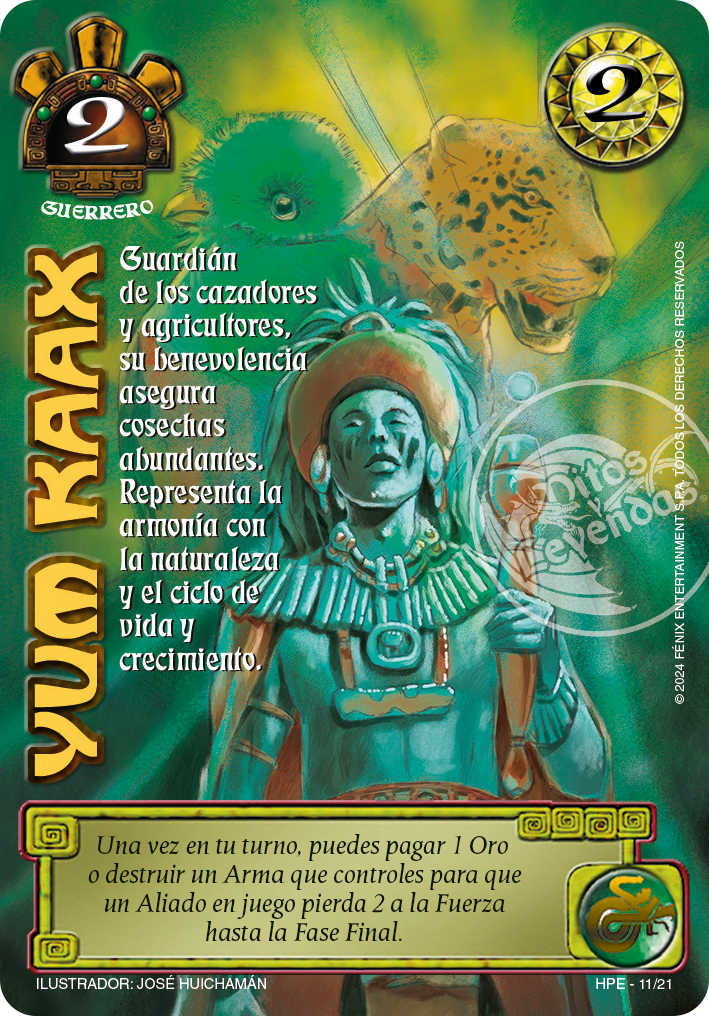 2
2
GUERRERO
YUM KAAX
Guardián
de los cazadores
y agricultores,
su benevolencia
asegura
cosechas
abundantes.
Representa la
armonía con
la naturaleza
y el ciclo de
vida y
crecimiento.
Mitos
y
Leyendas
®
© 2024 FÉNIX ENTERTAINMENT S.P.A. TODOS LOS DERECHOS RESERVADOS
Una vez en tu turno, puedes pagar 1 Oro
o destruir un Arma que controles para que
un Aliado en juego pierda 2 a la Fuerza
hasta la Fase Final.
ILUSTRADOR: JOSÉ HUICHAMÁN
HPE - 11/21